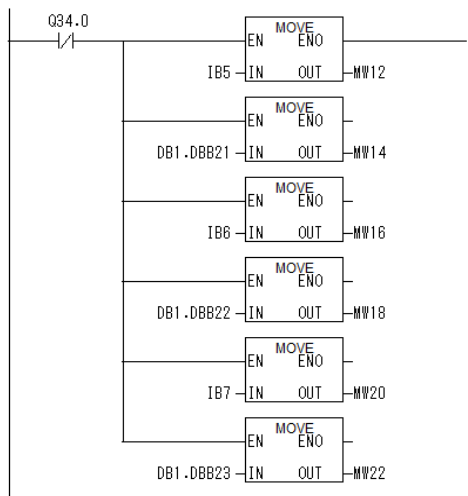 Q34.0
MOVE
EN ENO
IB5 IN OUT MW12
MOVE
EN ENO
DB1.DBB21 IN OUT MW14
MOVE
EN ENO
IB6 IN OUT MW16
MOVE
EN ENO
DB1.DBB22 IN OUT MW18
MOVE
EN ENO
IB7 IN OUT MW20
MOVE
EN ENO
DB1.DBB23 IN OUT MW22